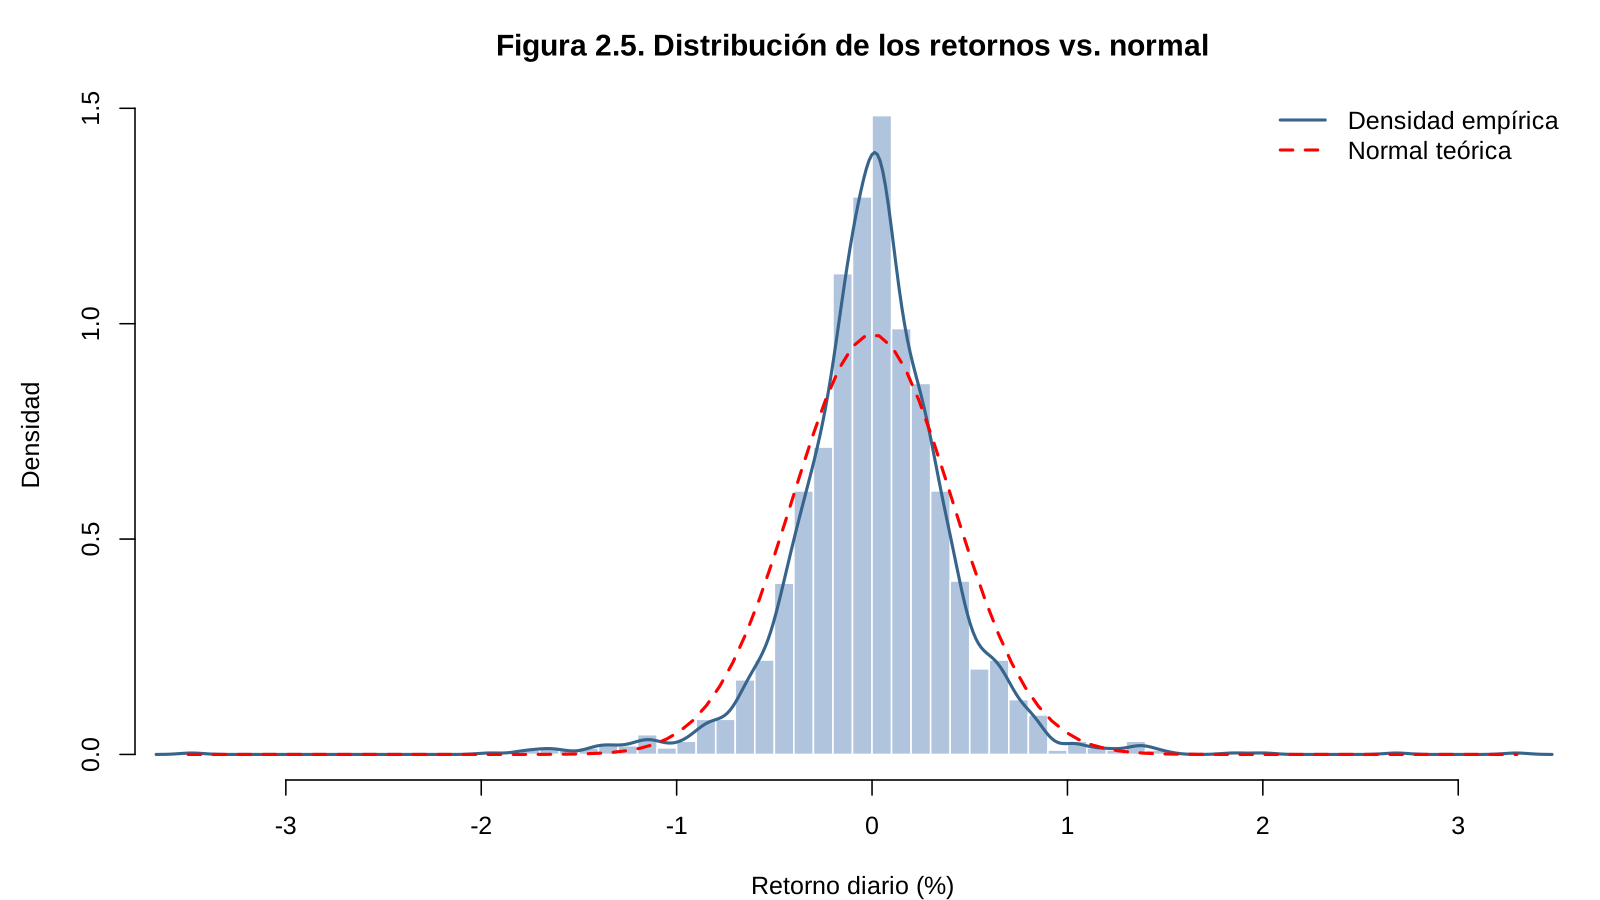 Figura 2.5. Distribución de los retornos vs. normal
Densidad empírica
Normal teórica
1.5
1.0
0.5
0.0
Densidad
-3 -2 -1 0 1 2 3
Retorno diario (%)